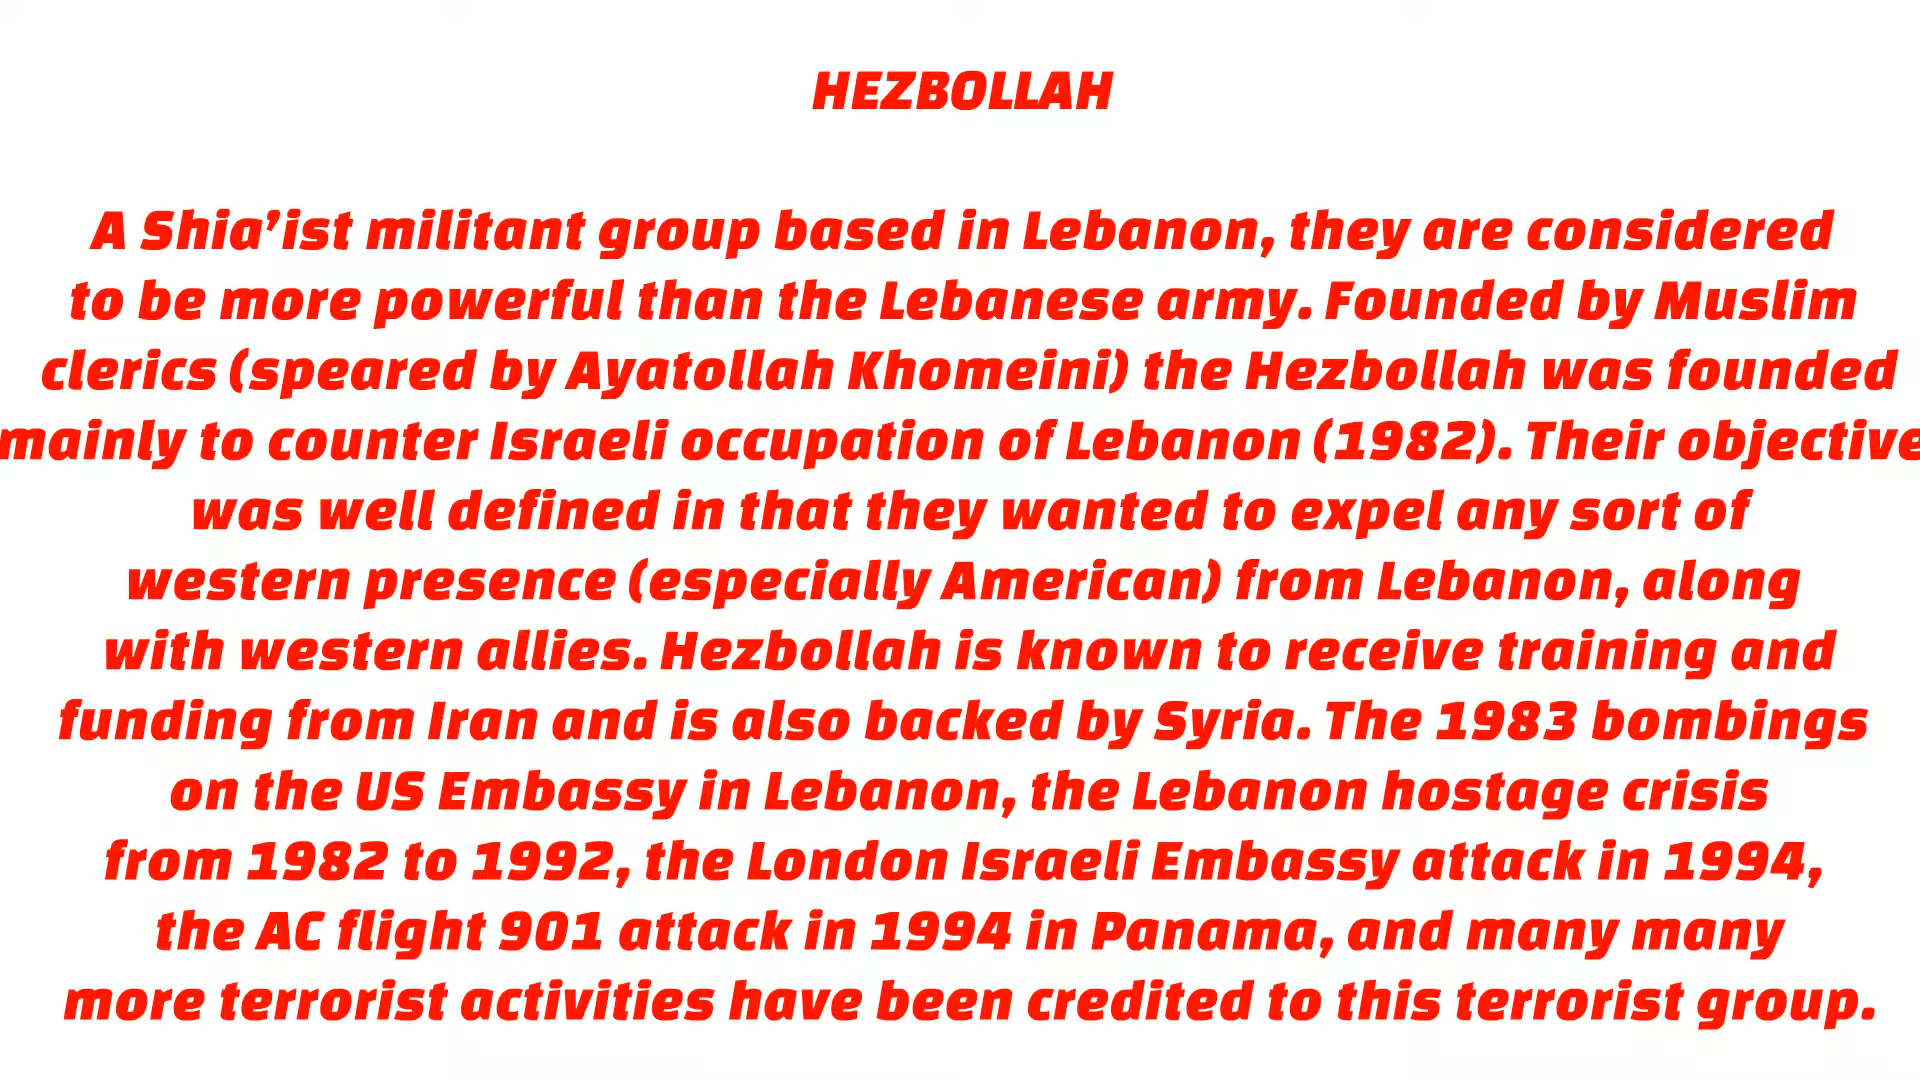 HEZBOLLAH
A Shia’ist militant group based in Lebanon, they are considered
to be more powerful than the Lebanese army. Founded by Muslim
clerics (speared by Ayatollah Khomeini) the Hezbollah was founded
mainly to counter Israeli occupation of Lebanon (1982). Their objective
was well defined in that they wanted to expel any sort of
western presence (especially American) from Lebanon, along
with western allies. Hezbollah is known to receive training and
funding from Iran and is also backed by Syria. The 1983 bombings
on the US Embassy in Lebanon, the Lebanon hostage crisis
from 1982 to 1992, the London Israeli Embassy attack in 1994,
the AC flight 901 attack in 1994 in Panama, and many many
more terrorist activities have been credited to this terrorist group.